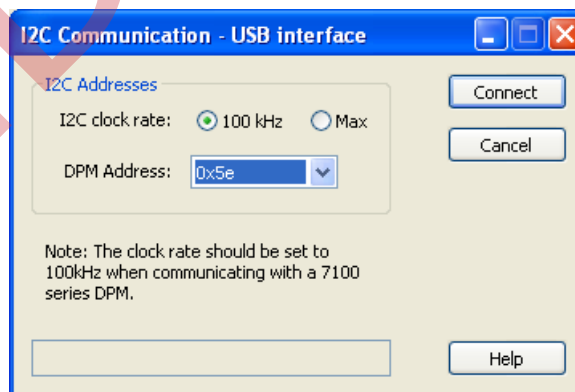 I2C Communication - USB interface
I2C Addresses
I2C clock rate:
100 kHz
Max
DPM Address:
0x5e
Connect
Cancel
Note: The clock rate should be set to
100kHz when communicating with a 7100
series DPM.
Help